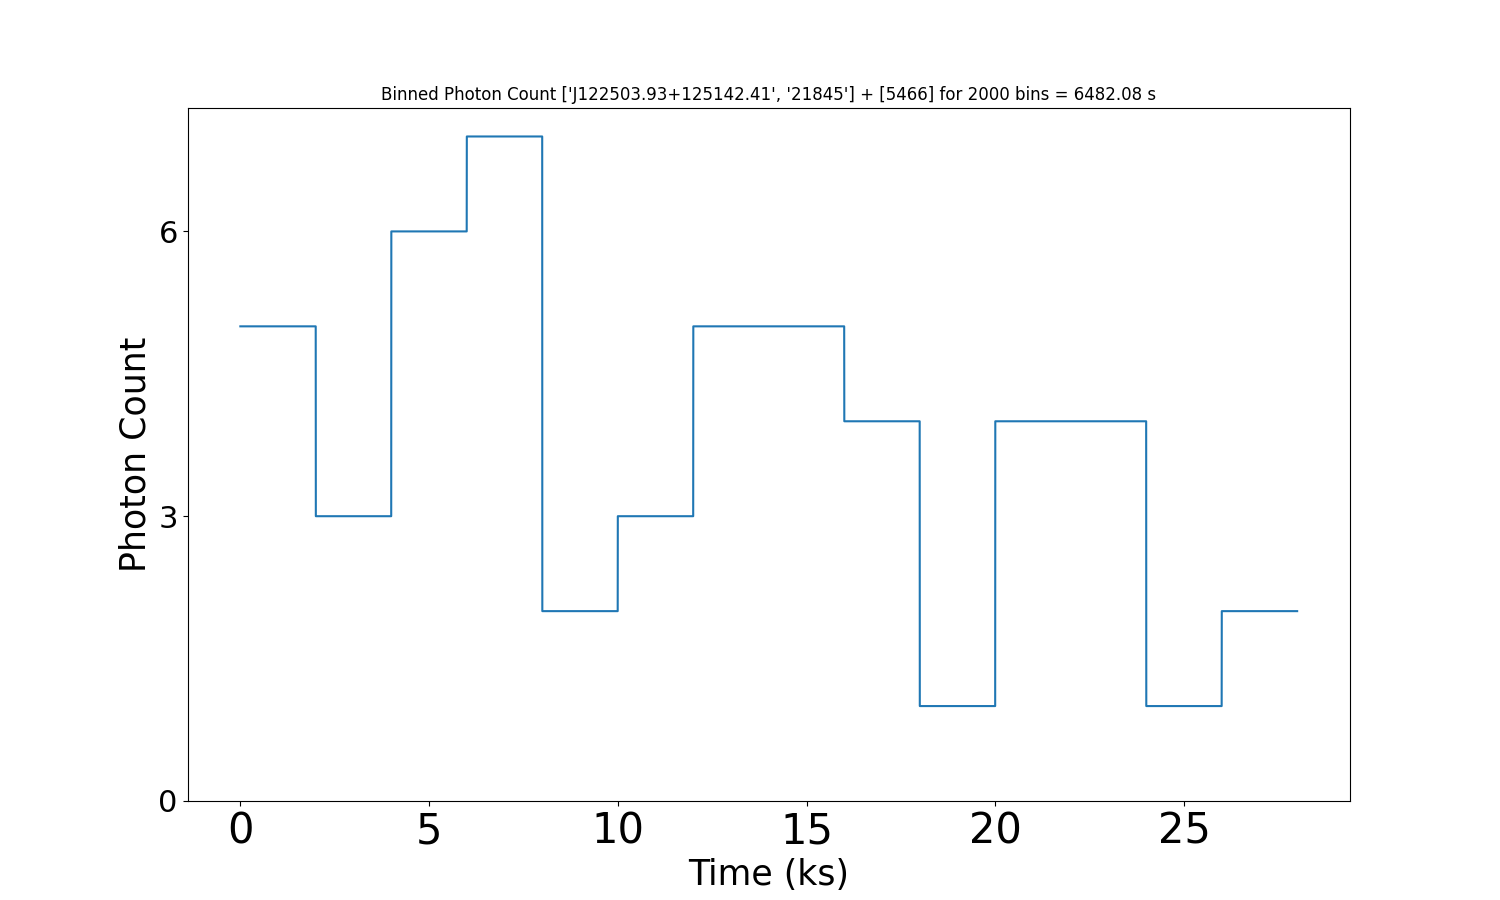 Binned Photon Count ['J122503.93+125142.41', '21845'] + [5466] for 2000 bins = 6482.08 s
6
3
0
Photon Count
0 5 10 15 20 25
Time (ks)